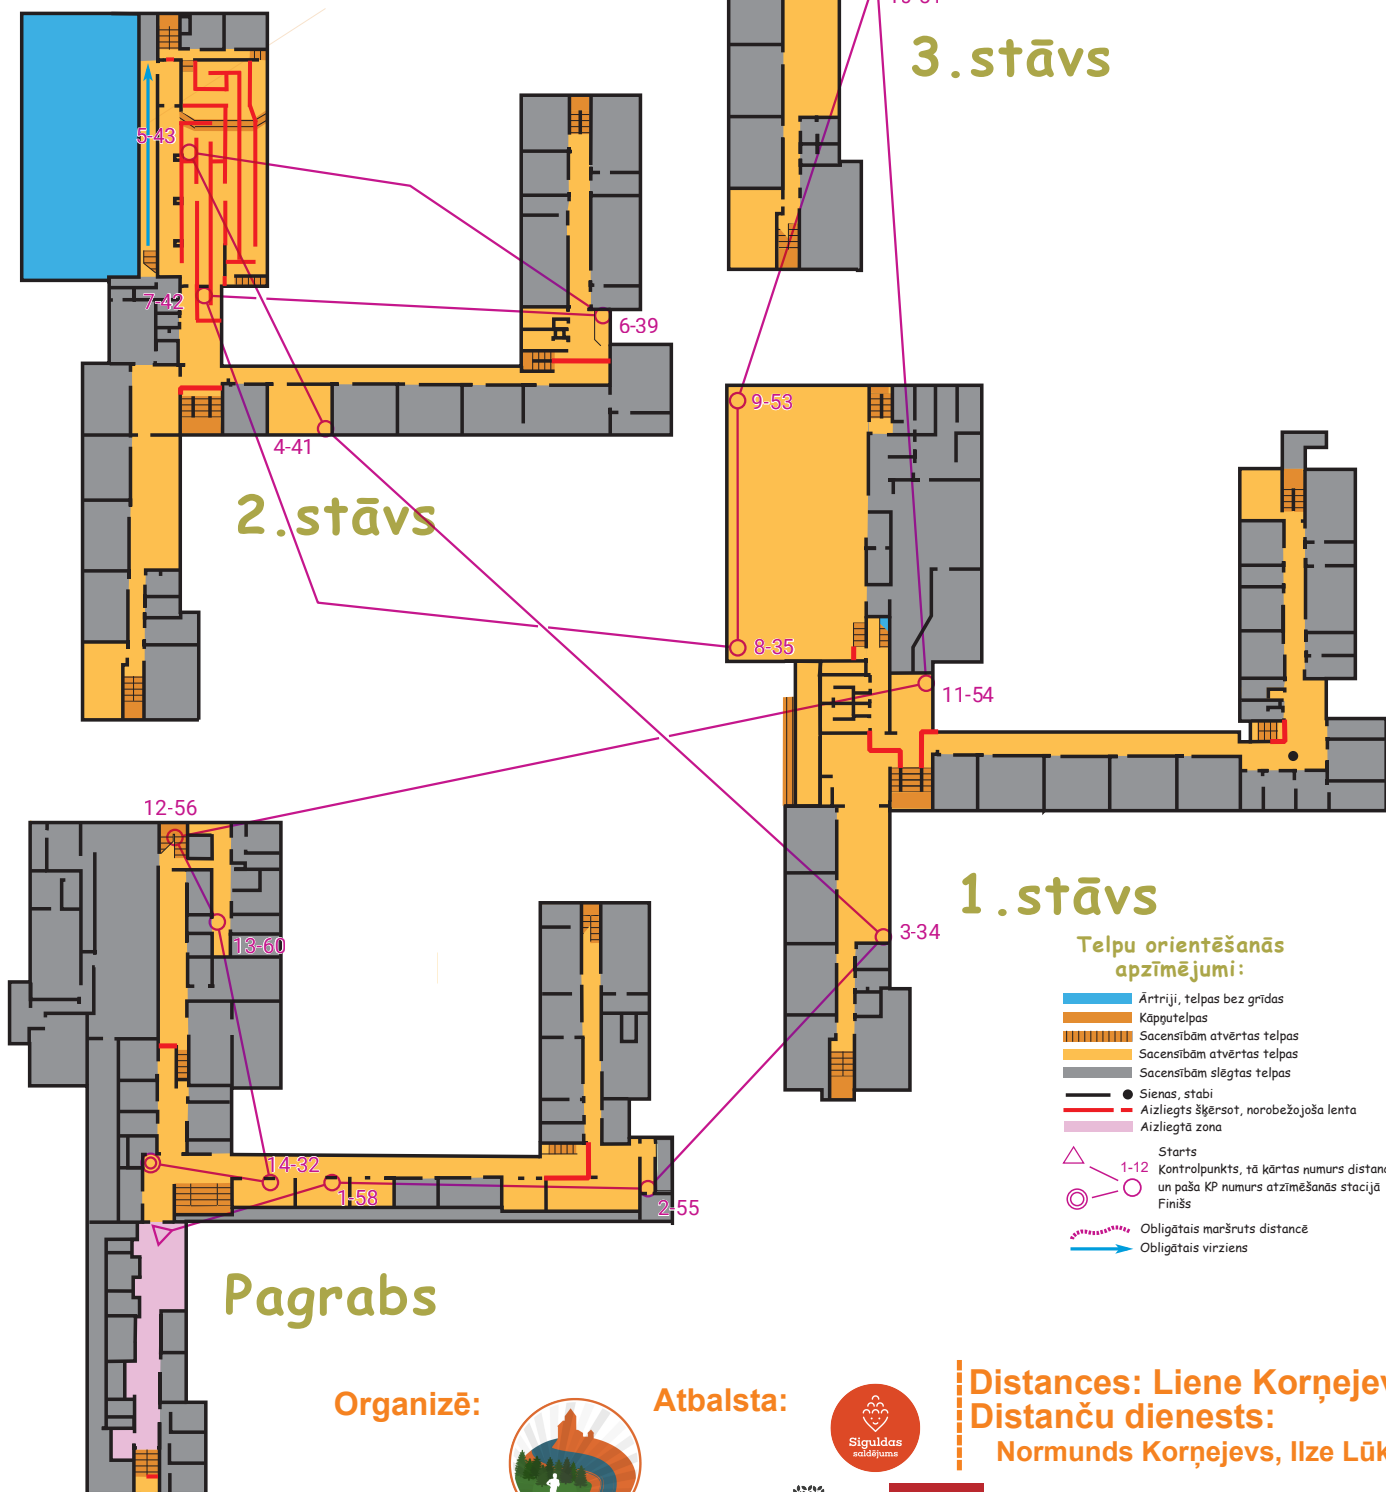 3.stāvs
5-43
7-42
6-39
4-41
9-53
2.stāvs
8-35
11-54
12-56
1.stāvs
3-34
13-60
14-32
1-58
2-55
Telpu orientēšanās
apzīmējumi:
Ārtriji, telpas bez grīdas
Kāpņutelpas
Sacensībām atvērtas telpas
Sacensībām atvērtas telpas
Sacensībām slēgtas telpas
Sienas, stabi
Aizliegts šķērsot, norobežojoša lenta
Aizliegtā zona
Starts
1-12
Kontrolpunkts, tā kārtas numurs distanc
un paša KP numurs atzīmēšanās stacijā
Finišs
Obligātais maršruts distancē
Obligātais virziens
Pagrabs
Organizē:
Atbalsta:
Siguldas
saldējums
Distances: Liene Korņejev
Distanču dienests:
Normunds Korņejevs, Ilze Lūk